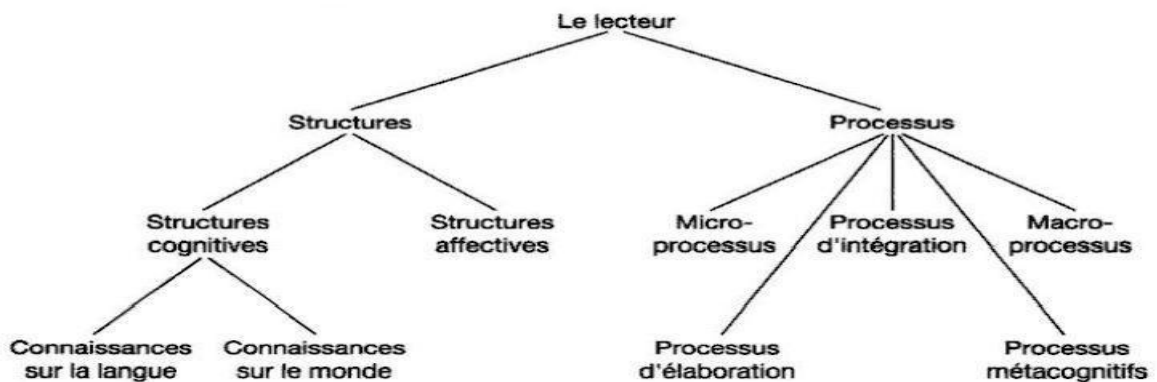 Le lecteur
Structures
Processus
Structures
cognitives
Structures
affectives
Micro-
processus
Processus
d'intégration
Macro-
processus
Connaissances
sur la langue
Connaissances
sur le monde
Processus
d'élaboration
Processus
métacognitifs